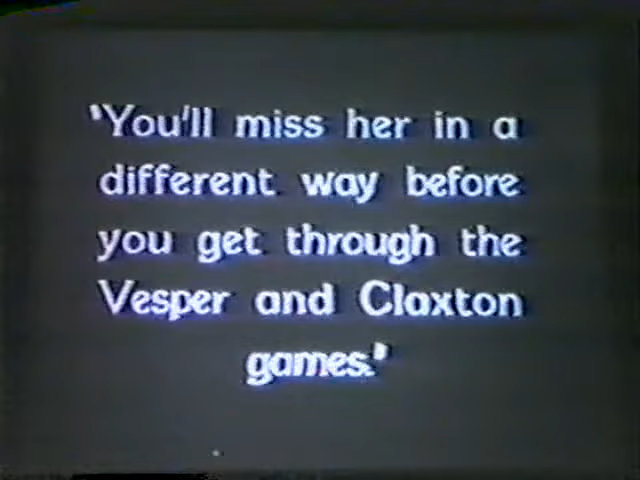 'You'll miss her in a
different way before
you get through the
Vesper and Claxton
games.'